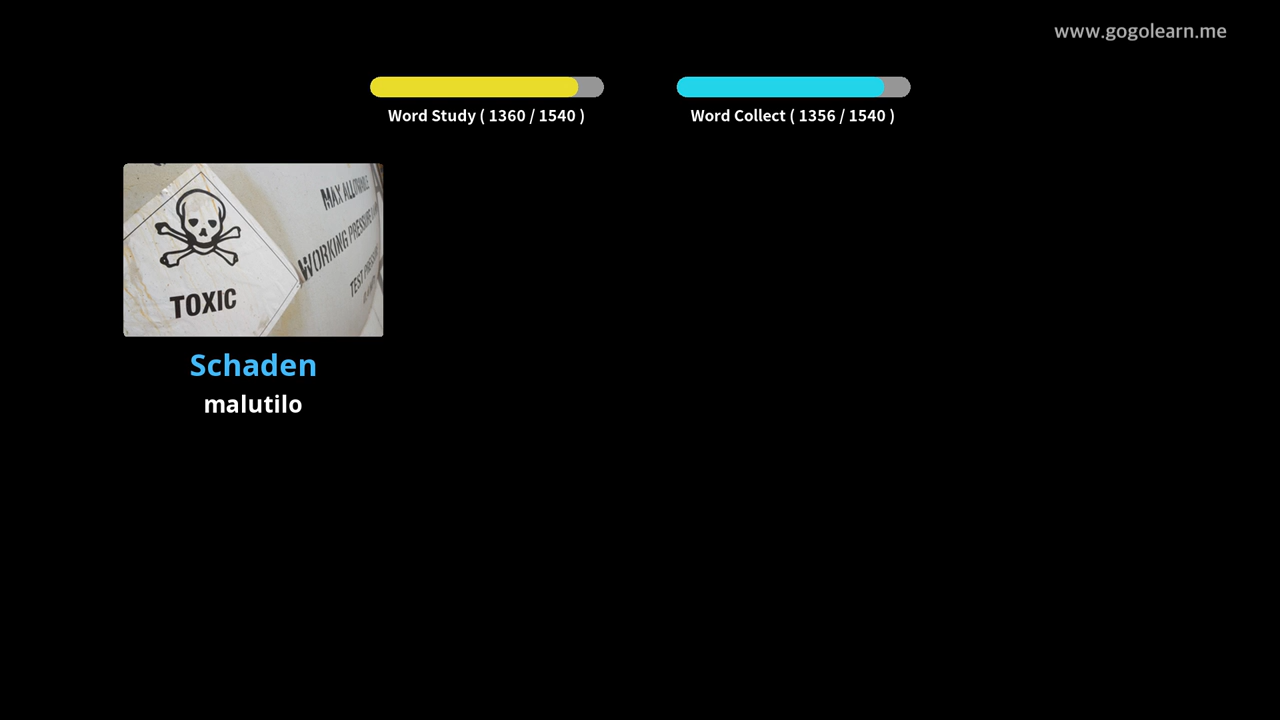 www.gogolearn.me
Word Study ( 1360 / 1540 )
Word Collect ( 1356 / 1540 )
TOXIC
MAX ALLOWABLE
WORKING PRESSURE
TEST
Schaden
malutilo